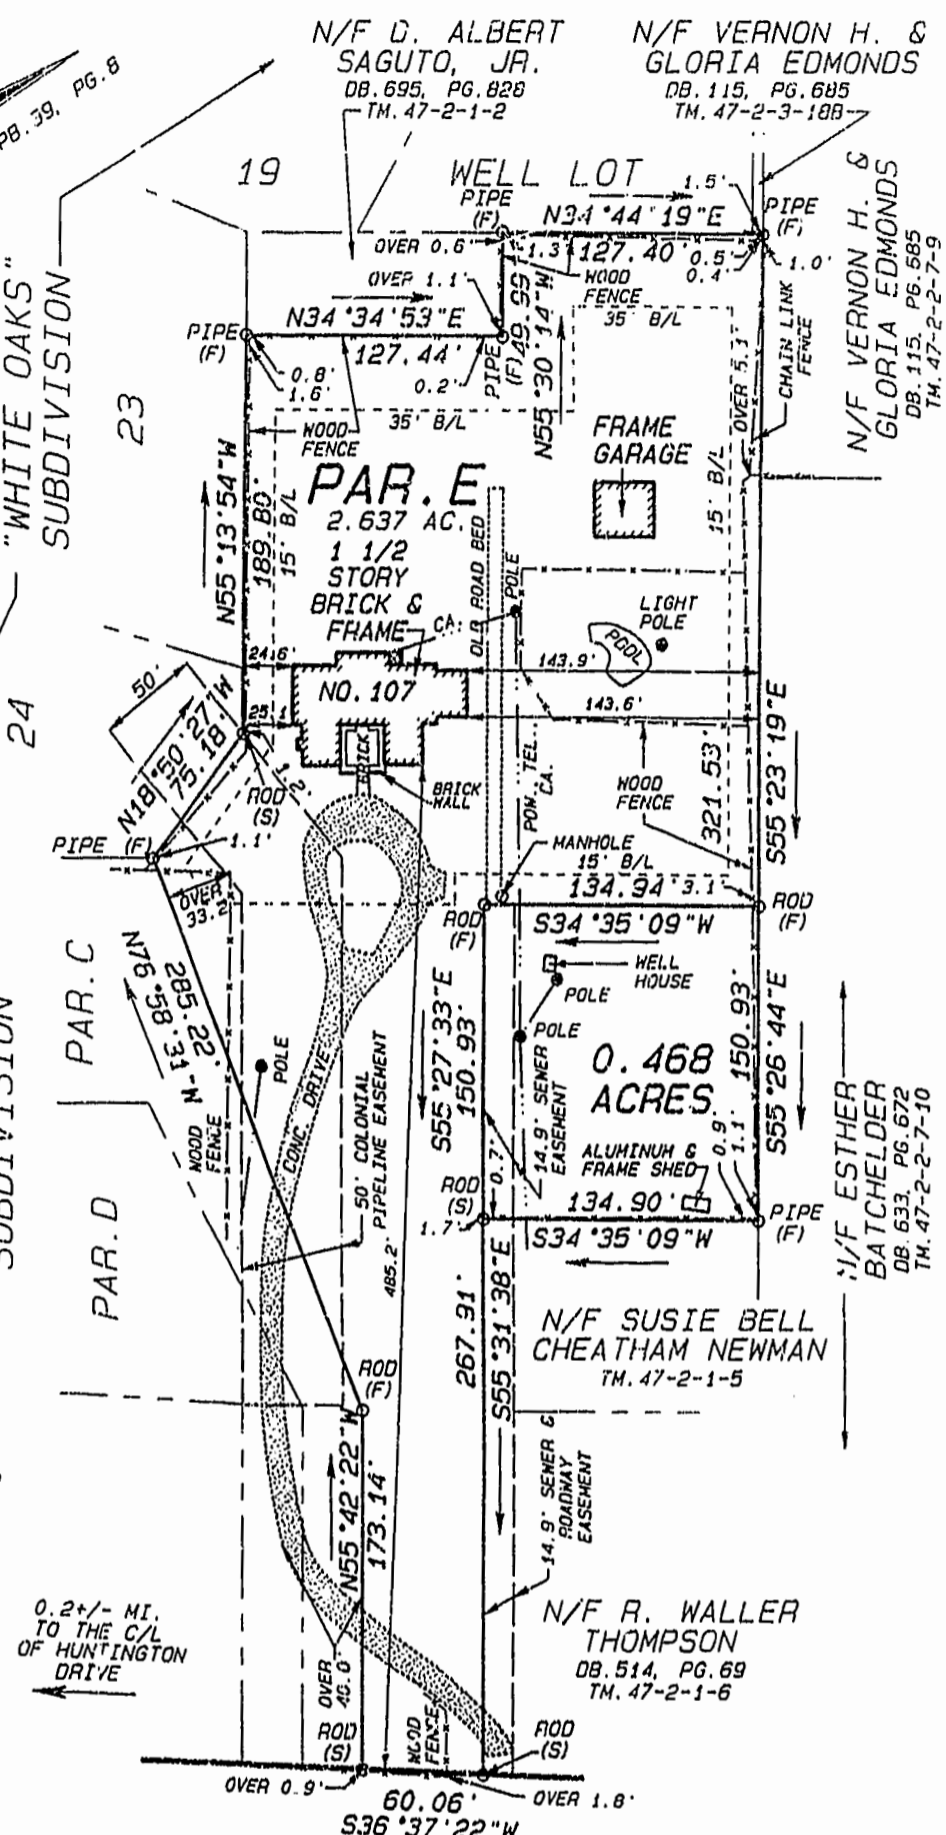 PB.39, PG.8
N/F D. ALBERT
SAGUTO, JR.
DB.695, PG.828
TM. 47-2-1-2
N/F VERNON H. &
GLORIA EDMONDS
DB.115, PG.685
TM. 47-2-3-18B
19
WELL LOT
"WHITE OAKS"
SUBDIVISION
23
24
PIPE
(F)
N34°44'19"E
127.40'
1.5'
PIPE
(F)
1.3'
0.5'
0.4'
1.0'
OVER 0.6'
OVER 1.1'
WOOD
FENCE
49.99'
N55°30'14"W
N34°34'53"E
127.44'
PIPE
(F)
0.8'
1.6'
0.2'
PIPE
(F)
35' B/L
35' B/L
OVER 5.1'
CHAIN LINK
FENCE
N/F VERNON H. &
GLORIA EDMONDS
DB.115, PG.585
TM. 47-2-2-7-9
WOOD
FENCE
N55°13'54"W
189.80'
15' B/L
PAR.E
2.637 AC.
1 1/2
STORY
BRICK &
FRAME
CA.
NO. 107
FRAME
GARAGE
15' B/L
OLD ROAD BED
POLE
LIGHT
POLE
POOL
24.6'
25.1'
143.9'
143.6'
BRICK
BRICK
WALL
50'
N18°50'27"W
75.18'
ROD
(S)
1.2'
PIPE (F)
1.1'
OVER
33.2'
POW. TEL.
CA.
WOOD
FENCE
321.53'
S55°23'19"E
MANHOLE
15' B/L
134.94'
3.1'
S34°35'09"W
ROD
(F)
ROD
(F)
PAR. C
285.22'
N76°58'31"W
WELL
HOUSE
POLE
POLE
POLE
0.468
ACRES
S55°27'33"E
150.93'
150.93'
S55°26'44"E
14.9' SEWER
EASEMENT
ALUMINUM &
FRAME SHED
0.9'
1.1'
0.7'
ROD
(S)
1.7'
134.90'
S34°35'09"W
PIPE
(F)
N/F ESTHER
BATCHELDER
DB.633, PG.672
TM.47-2-2-7-10
SUBDIVISION
PAR.D
WOOD
FENCE
CONC. DRIVE
50' COLONIAL
PIPELINE EASEMENT
485.2'
267.91'
S55°31'38"E
N/F SUSIE BELL
CHEATHAM NEWMAN
TM. 47-2-1-5
ROD
(F)
N55°42'22"W
173.14'
14.9' SEWER &
ROADWAY
EASEMENT
N/F R. WALLER
THOMPSON
DB.514, PG.69
TM. 47-2-1-6
0.2+/- MI.
TO THE C/L
OF HUNTINGTON
DRIVE
OVER
40.0'
ROD
(S)
WOOD
FENCE
ROD
(S)
OVER 0.9'
OVER 1.8'
60.06'
S36°37'22"W